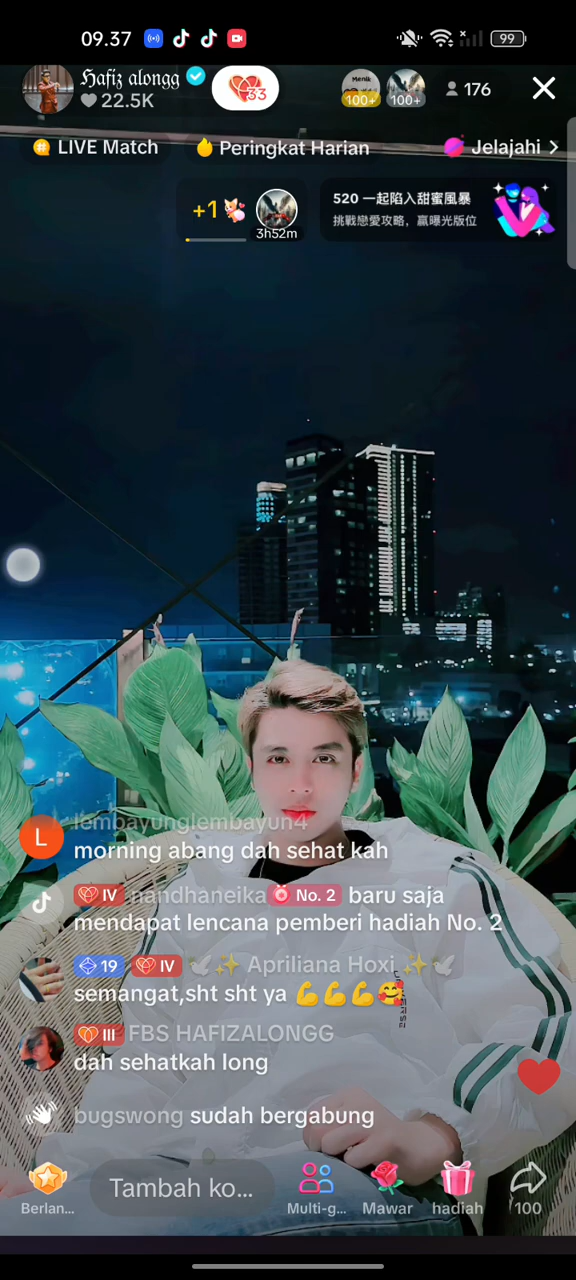 09.37
99
ℌafiz alongg
22.5K
33
Menik
100+
100+
176
LIVE Match
Peringkat Harian
Jelajahi
+1
3h52m
520 一起陷入甜蜜風暴
挑戰戀愛攻略，贏曝光版位
L
lembayunglembayun4
morning abang dah sehat kah
IV nandhaneika No. 2 baru saja
mendapat lencana pemberi hadiah No. 2
19 IV 🕊️✨ Apriliana Hoxi ✨🕊️
semangat,sht sht ya 💪💪💪🥰
III FBS HAFIZALONGG
dah sehatkah long
bugswong sudah bergabung
Berlan...
Tambah ko...
Multi-g...
Mawar
hadiah
100